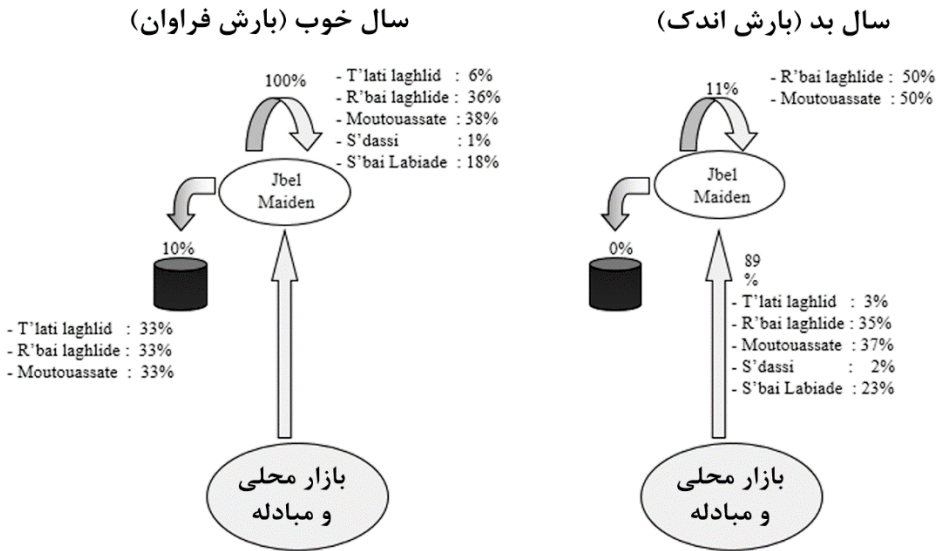 سال خوب (بارش فراوان)
100%
- T’lati laghlid : 6%
- R’bai laghlide : 36%
- Moutouassate : 38%
- S’dassi : 1%
- S’bai Labiade : 18%
Jbel
Maiden
10%
- T’lati laghlid : 33%
- R’bai laghlide : 33%
- Moutouassate : 33%
بازار محلی
و مبادله
سال بد (بارش اندک)
11%
- R’bai laghlide : 50%
- Moutouassate : 50%
Jbel
Maiden
0%
89
%
- T’lati laghlid : 3%
- R’bai laghlide : 35%
- Moutouassate : 37%
- S’dassi : 2%
- S’bai Labiade : 23%
بازار محلی
و مبادله